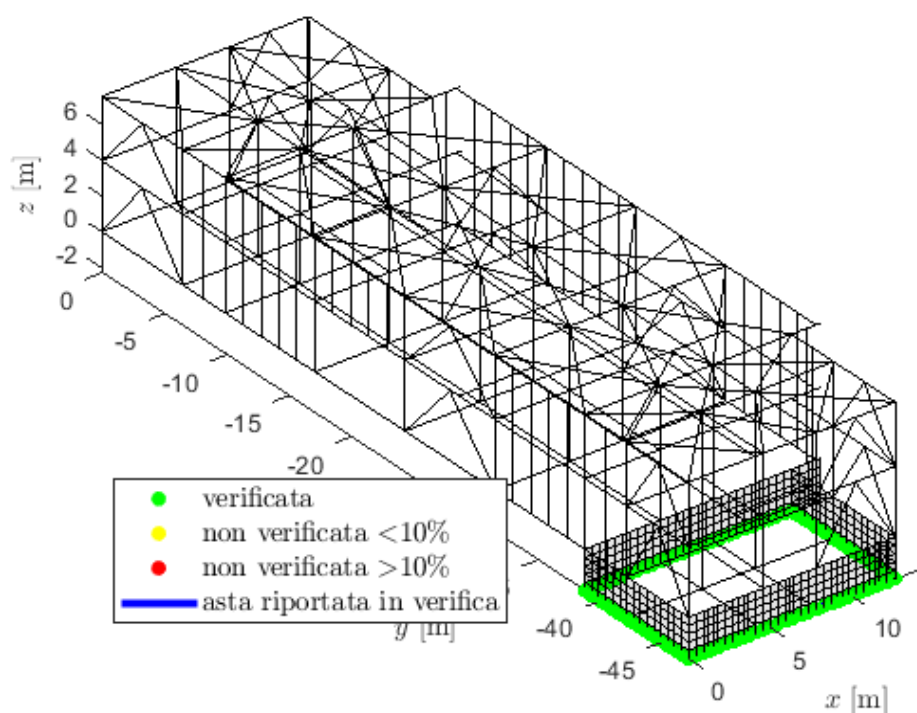 6
4
2
0
-2
z [m]
0
-5
-10
-15
-20
verificata
non verificata <10%
non verificata >10%
asta riportata in verifica
y [m]
-40
-45
0
5
10
x [m]